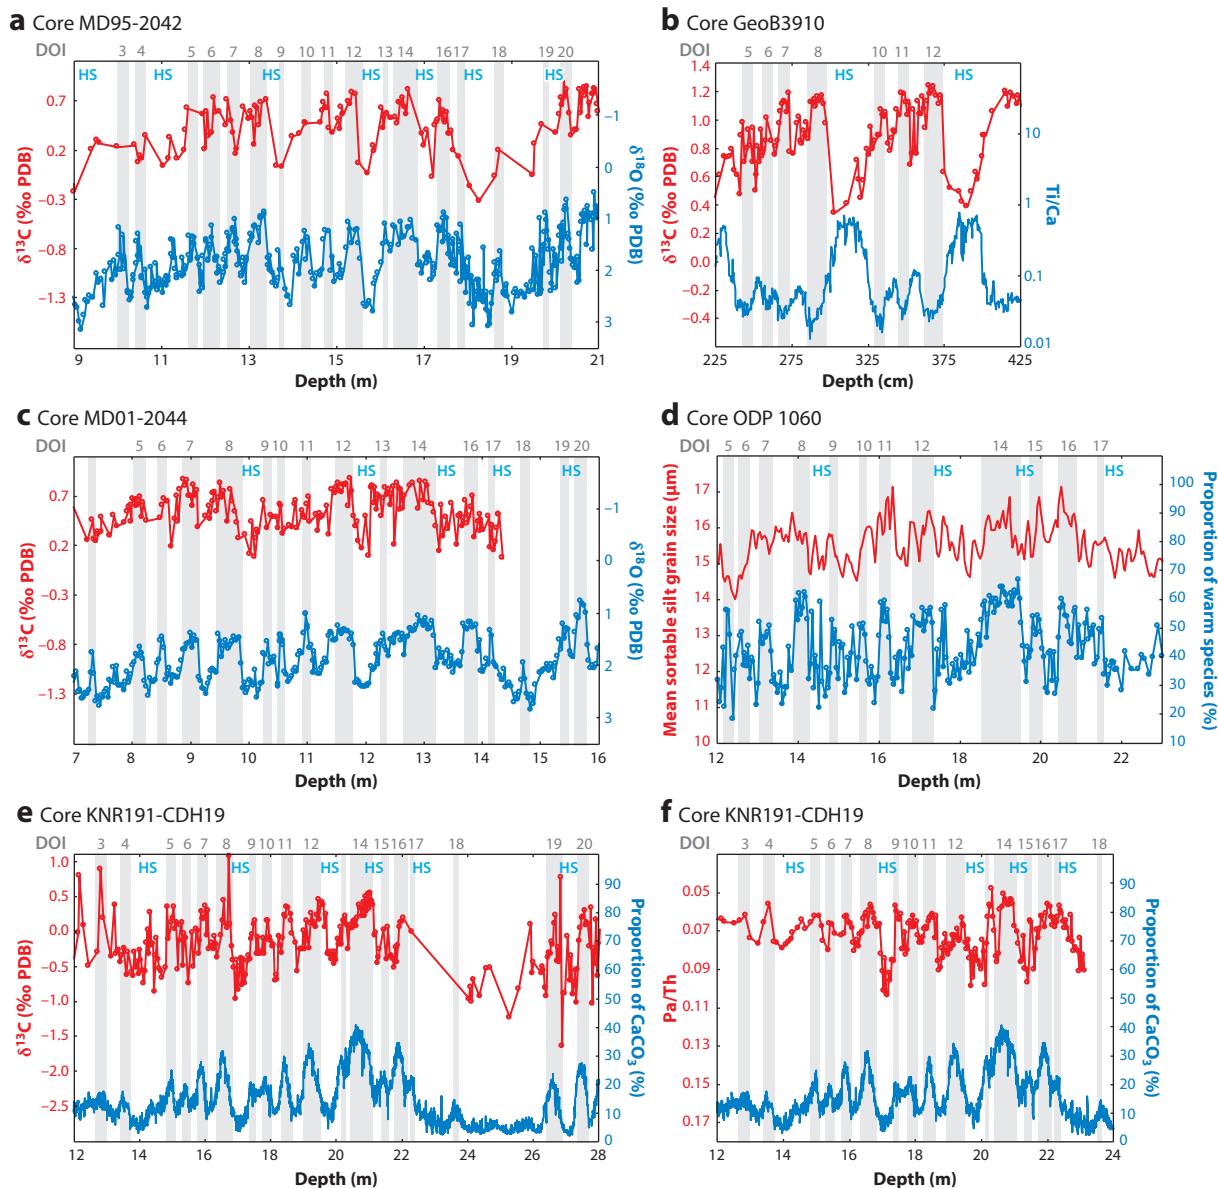 a Core MD95-2042
DOI 3 4 5 6 7 8 9 10 11 12 13 14 16 17 18 19 20
HS HS HS HS HS HS HS
0.7
0.2
−0.3
−0.8
−1.3
δ¹³C (‰ PDB)
−1
0
1
2
3
δ¹⁸O (‰ PDB)
9 11 13 15 17 19 21
Depth (m)
b Core GeoB3910
DOI 5 6 7 8 10 11 12
HS HS
1.4
1.2
1.0
0.8
0.6
0.4
0.2
0.0
−0.2
−0.4
δ¹³C (‰ PDB)
10
1
0.1
0.01
Ti/Ca
225 275 325 375 425
Depth (cm)
c Core MD01-2044
DOI 5 6 7 8 9 10 11 12 13 14 15 17 18 19 20
HS HS HS HS HS
0.7
0.2
−0.3
−0.8
−1.3
δ¹³C (‰ PDB)
−1
0
1
2
3
δ¹⁸O (‰ PDB)
7 8 9 10 11 12 13 14 15 16
Depth (m)
d Core ODP 1060
DOI 5 6 7 8 9 10 11 12 14 15 16 17
HS HS HS HS
17
16
15
14
13
12
11
10
Mean sortable silt grain size (μm)
100
90
80
70
60
50
40
30
20
10
Proportion of warm species (%)
12 14 16 18 20 22
Depth (m)
e Core KNR191-CDH19
DOI 3 4 5 6 7 8 9 10 11 12 14 15 16 17 18 19 20
HS HS HS HS HS HS
1.0
0.5
0.0
−0.5
−1.0
−1.5
−2.0
−2.5
δ¹³C (‰ PDB)
90
80
70
60
50
40
30
20
10
0
Proportion of CaCO₃ (%)
12 14 16 18 20 22 24 26 28
Depth (m)
f Core KNR191-CDH19
DOI 3 4 5 6 7 8 9 10 11 12 14 15 16 17 18
HS HS HS HS HS
0.05
0.07
0.09
0.11
0.13
0.15
0.17
Pa/Th
90
80
70
60
50
40
30
20
10
0
Proportion of CaCO₃ (%)
12 14 16 18 20 22 24
Depth (m)